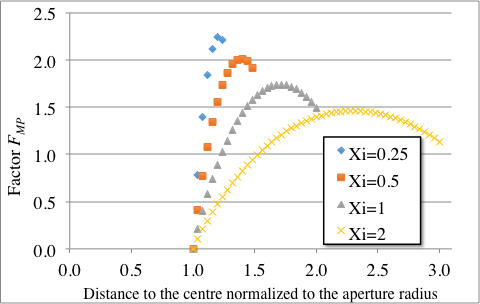 2.5
2.0
1.5
1.0
0.5
0.0
Factor F_MP
Xi=0.25
Xi=0.5
Xi=1
Xi=2
0.0 0.5 1.0 1.5 2.0 2.5 3.0
Distance to the centre normalized to the aperture radius